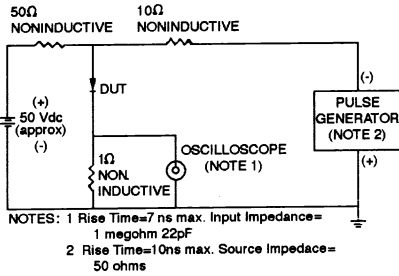 50Ω
NONINDUCTIVE
10Ω
NONINDUCTIVE
DUT
(+)
50 Vdc
(approx)
(-)
1Ω
NON.
INDUCTIVE
OSCILLOSCOPE
(NOTE 1)
(-)
PULSE
GENERATOR
(NOTE 2)
(+)
NOTES: 1 Rise Time=7 ns max. Input Impedance=
1 megohm 22pF
2 Rise Time=10ns max. Source Impedace=
50 ohms